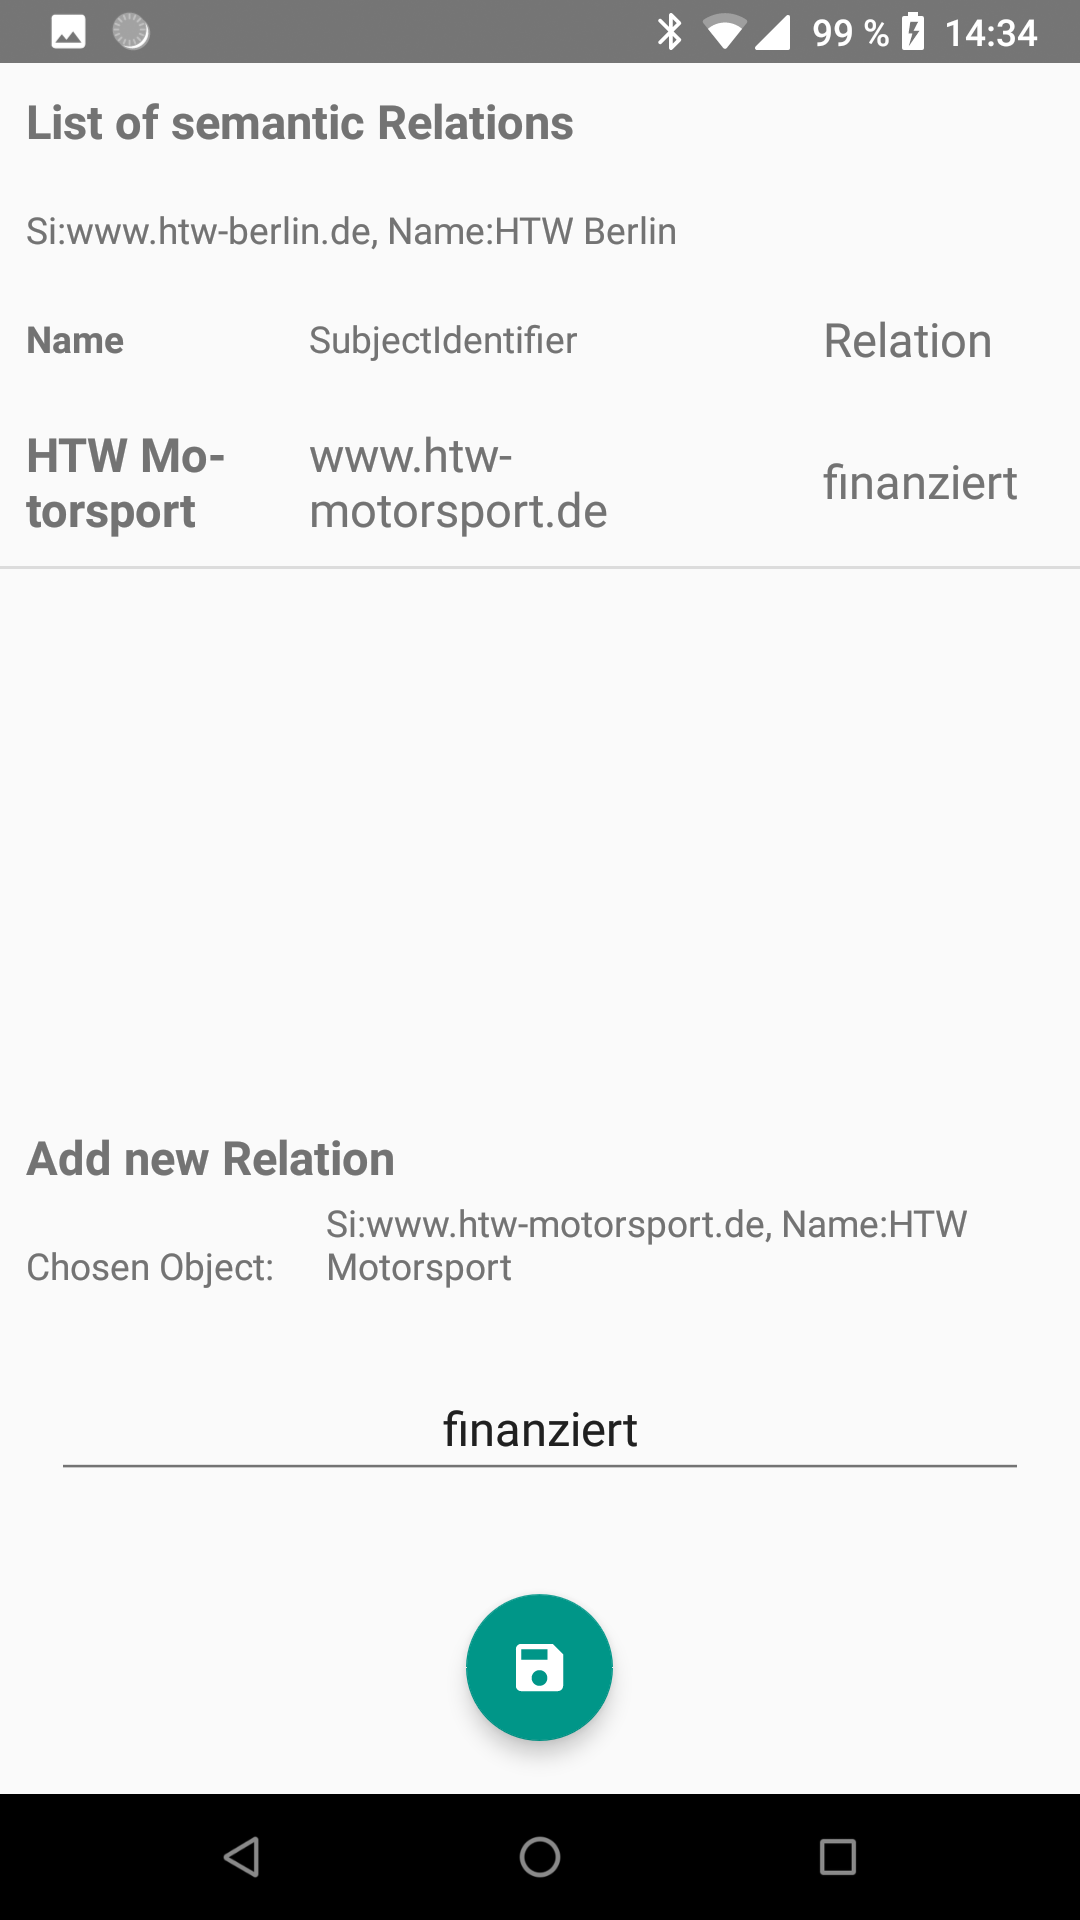 99 % 14:34
List of semantic Relations
Si:www.htw-berlin.de, Name:HTW Berlin
Name SubjectIdentifier Relation
HTW Mo- www.htw-
torsport motorsport.de finanziert
Add new Relation
Si:www.htw-motorsport.de, Name:HTW
Chosen Object: Motorsport
finanziert